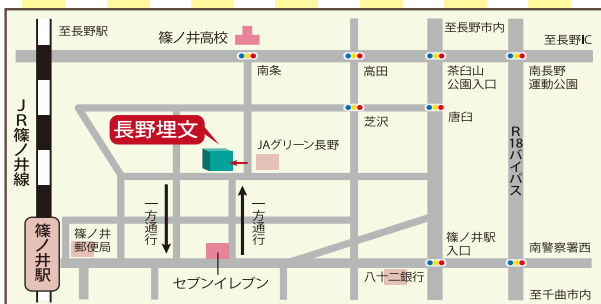 至長野駅
篠ノ井高校
至長野市内
至長野IC
南条
高田
茶臼山
公園入口
南長野
運動公園
JR篠ノ井線
長野埋文
JAグリーン長野
芝沢
唐臼
R18バイパス
一方通行
一方通行
篠ノ井駅
篠ノ井
郵便局
セブンイレブン
篠ノ井駅
入口
南警察署西
八十二銀行
至千曲市内